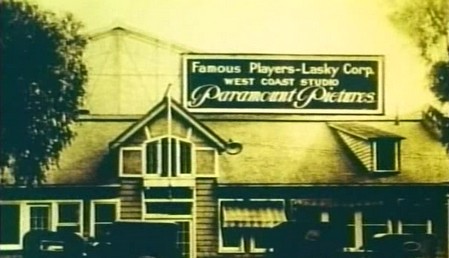 Famous Players-Lasky Corp.
WEST COAST STUDIO
Paramount Pictures